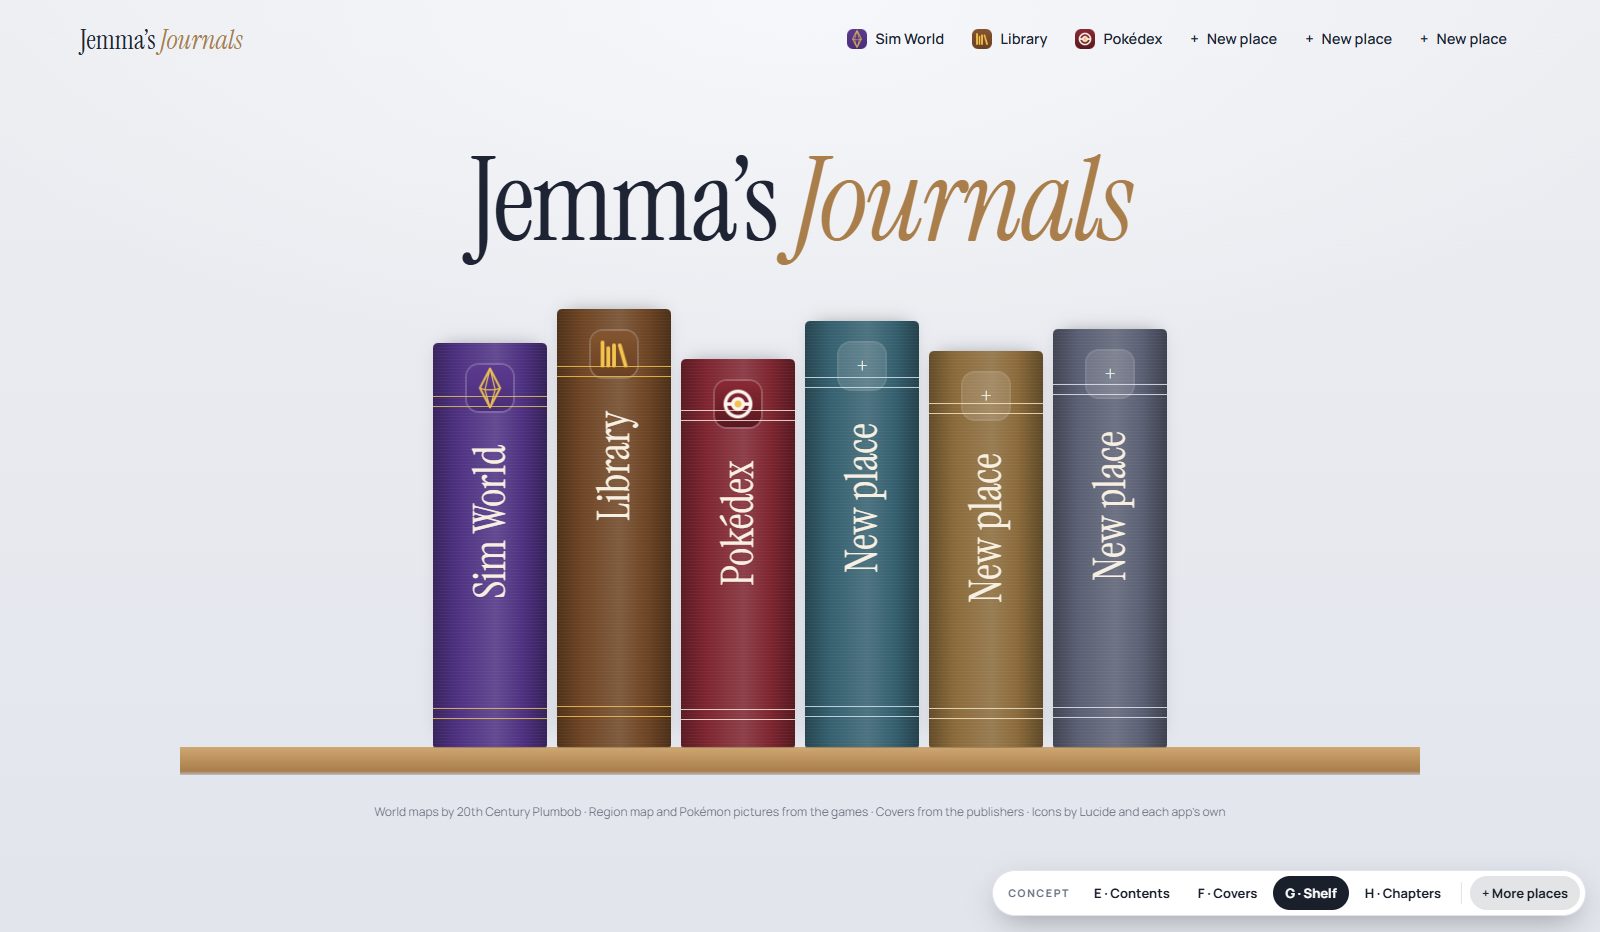 Jemma's Journals
Sim World
Library
Pokédex
+ New place
+ New place
+ New place
Jemma's Journals
Sim World
Library
Pokédex
+
New place
+
New place
+
New place
World maps by 20th Century Plumbob · Region map and Pokémon pictures from the games · Covers from the publishers · Icons by Lucide and each app's own
CONCEPT
E · Contents
F · Covers
G · Shelf
H · Chapters
+ More places